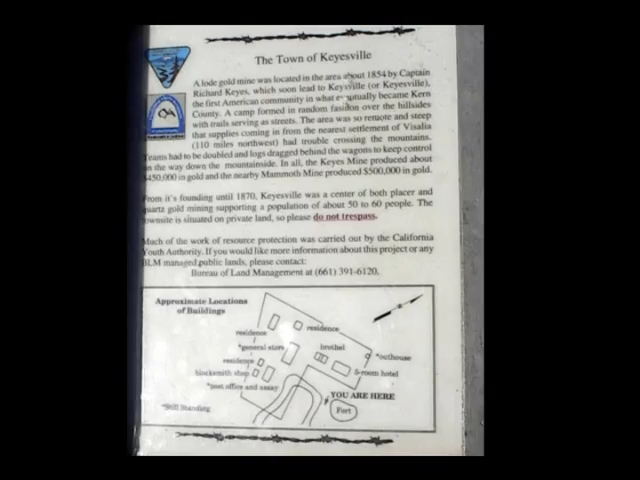 The Town of Keyesville
A lode gold mine was located in the area about 1854 by Captain
Richard Keyes, which soon lead to Keysville (or Keyesville),
the first American community in what eventually became Kern
County. A camp formed in random fashion over the hillsides
with trails serving as streets. The area was so remote and steep
that supplies coming in from the nearest settlement of Visalia
(110 miles northwest) had trouble crossing the mountains.
Teams had to be doubled and logs dragged behind the wagons to keep control
on the way down the mountainside. In all, the Keyes Mine produced about
$450,000 in gold and the nearby Mammoth Mine produced $500,000 in gold.
From it's founding until 1870, Keyesville was a center of both placer and
quartz gold mining supporting a population of about 50 to 60 people. The
townsite is situated on private land, so please do not trespass.
Much of the work of resource protection was carried out by the California
Youth Authority. If you would like more information about this project or any
BLM managed public lands, please contact:
Bureau of Land Management at (661) 391-6120.
Approximate Locations
of Buildings
residence
residence
*general store
brothel
*outhouse
residence
blacksmith shop
5-room hotel
*post office and assay
YOU ARE HERE
Fort
*Still Standing